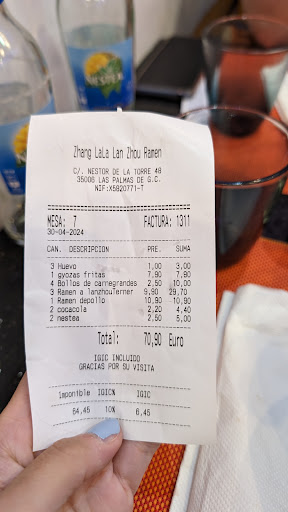 NESTEA
Zhang LaLa Lan Zhou Ramen
C/. NESTOR DE LA TORRE 48
35006 LAS PALMAS DE G.C.
NIF:X5820771-T
MESA: 7 FACTURA: 1311
30-04-2024
CAN. DESCRIPCION PRE. SUMA
3 Huevo 1,00 3,00
1 gyozas fritas 7,90 7,90
4 Bollos de carnegrandes 2,50 10,00
3 Ramen a lanzhouTerner 9,90 29,70
1 Ramen depollo 10,90 10,90
2 cocacola 2,20 4,40
2 nestea 2,50 5,00
Total: 70,90 Euro
IGIC INCLUIDO
GRACIAS POR SU VISITA
imponible IGIC% IGIC
64,45 10% 6,45